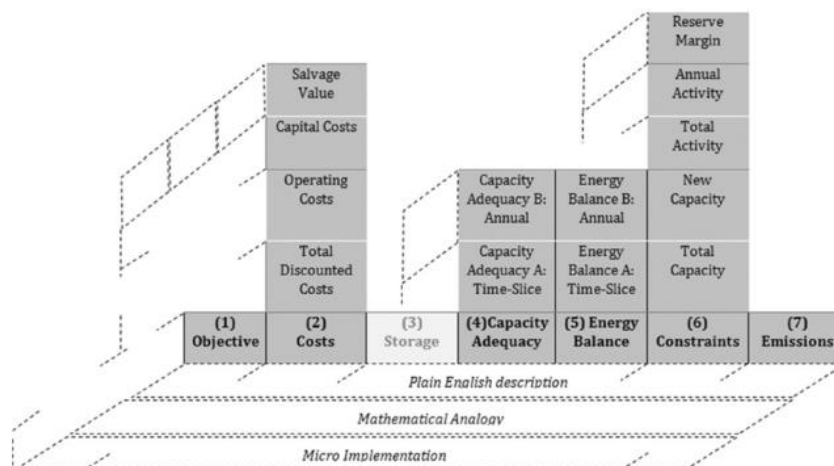 Reserve
Margin
Salvage
Value
Annual
Activity
Capital Costs
Total
Activity
Operating
Costs
Capacity
Adequacy B:
Annual
Energy
Balance B:
Annual
New
Capacity
Total
Discounted
Costs
Capacity
Adequacy A:
Time-Slice
Energy
Balance A:
Time-Slice
Total
Capacity
(1)
Objective
(2)
Costs
(3)
Storage
(4)Capacity
Adequacy
(5) Energy
Balance
(6)
Constraints
(7)
Emissions
Plain English description
Mathematical Analogy
Micro Implementation